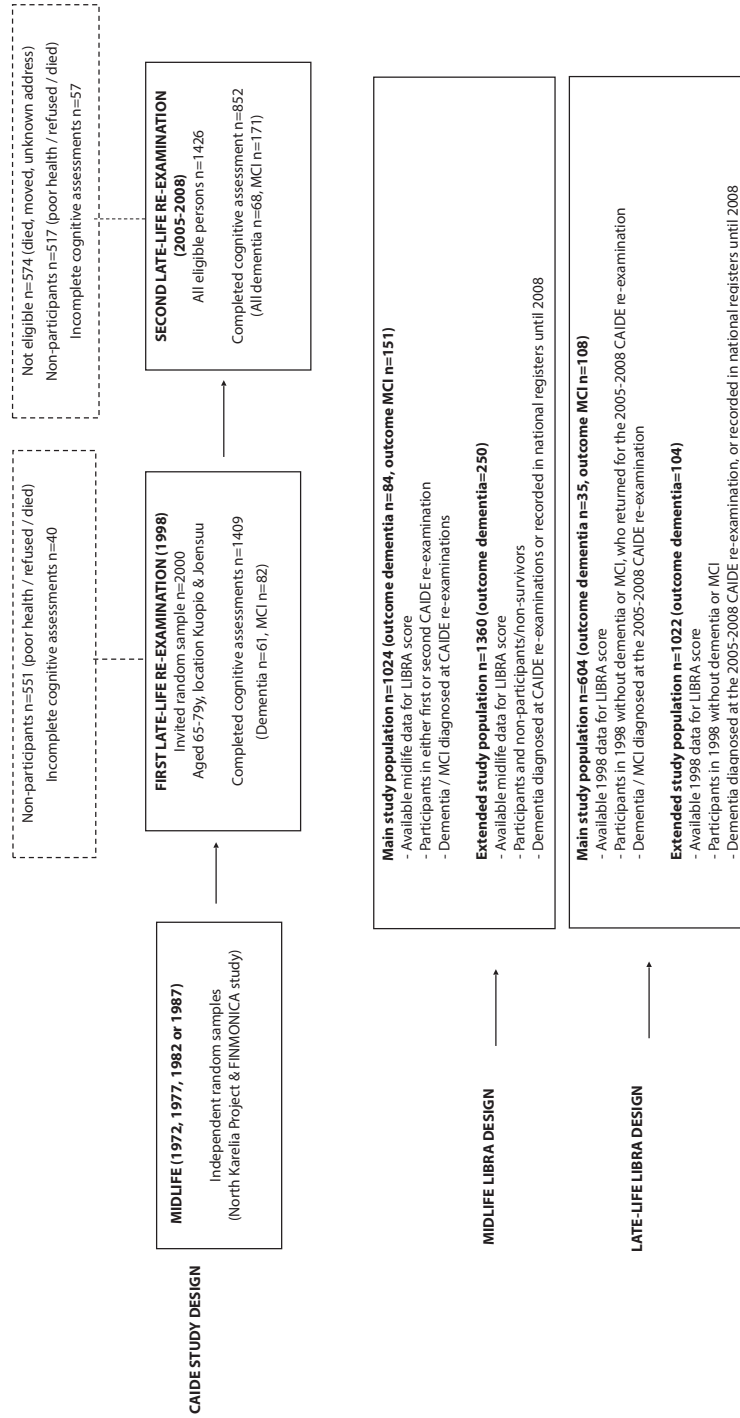 CAIDE STUDY DESIGN
MIDLIFE (1972, 1977, 1982 or 1987)
Independent random samples
(North Karelia Project & FINMONICA study)
Non-participants n=551 (poor health / refused / died)
Incomplete cognitive assessments n=40
FIRST LATE-LIFE RE-EXAMINATION (1998)
Invited random sample n=2000
Aged 65-79y, location Kuopio & Joensuu
Completed cognitive assessments n=1409
(Dementia n=61, MCI n=82)
Not eligible n=574 (died, moved, unknown address)
Non-participants n=517 (poor health / refused / died)
Incomplete cognitive assessments n=57
SECOND LATE-LIFE RE-EXAMINATION
(2005-2008)
All eligible persons n=1426
Completed cognitive assessment n=852
(All dementia n=68, MCI n=171)
MIDLIFE LIBRA DESIGN
Main study population n=1024 (outcome dementia n=84, outcome MCI n=151)
- Available midlife data for LIBRA score
- Participants in either first or second CAIDE re-examination
- Dementia / MCI diagnosed at CAIDE re-examinations
Extended study population n=1360 (outcome dementia=250)
- Available midlife data for LIBRA score
- Participants and non-participants/non-survivors
- Dementia diagnosed at CAIDE re-examinations or recorded in national registers until 2008
LATE-LIFE LIBRA DESIGN
Main study population n=604 (outcome dementia n=35, outcome MCI n=108)
- Available 1998 data for LIBRA score
- Participants in 1998 without dementia or MCI, who returned for the 2005-2008 CAIDE re-examination
- Dementia / MCI diagnosed at the 2005-2008 CAIDE re-examination
Extended study population n=1022 (outcome dementia=104)
- Available 1998 data for LIBRA score
- Participants in 1998 without dementia or MCI
- Dementia diagnosed at the 2005-2008 CAIDE re-examination, or recorded in national registers until 2008